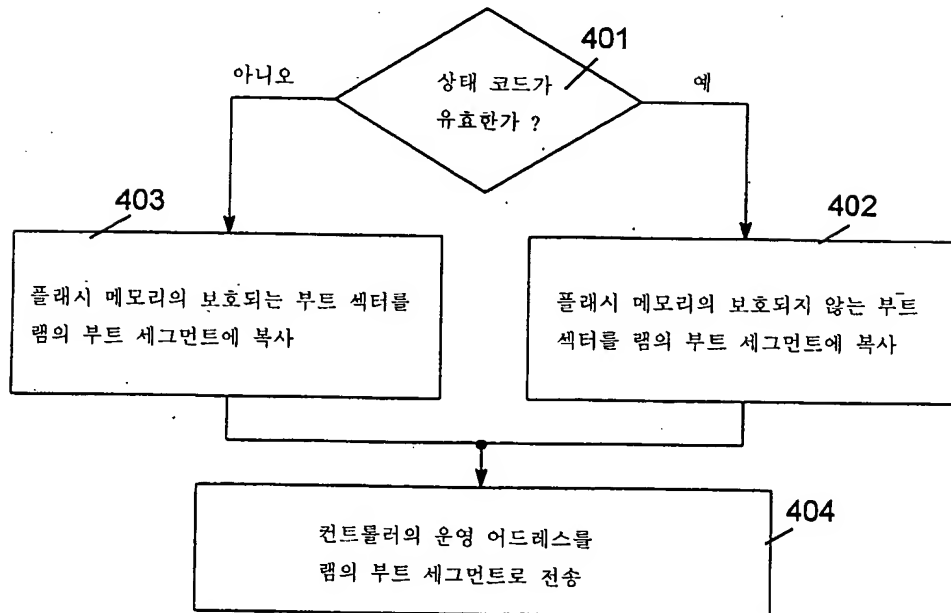 401
상태 코드가
유효한가 ?
아니오
예
403
플래시 메모리의 보호되는 부트 섹터를
램의 부트 세그먼트에 복사
402
플래시 메모리의 보호되지 않는 부트
섹터를 램의 부트 세그먼트에 복사
404
컨트롤러의 운영 어드레스를
램의 부트 세그먼트로 전송